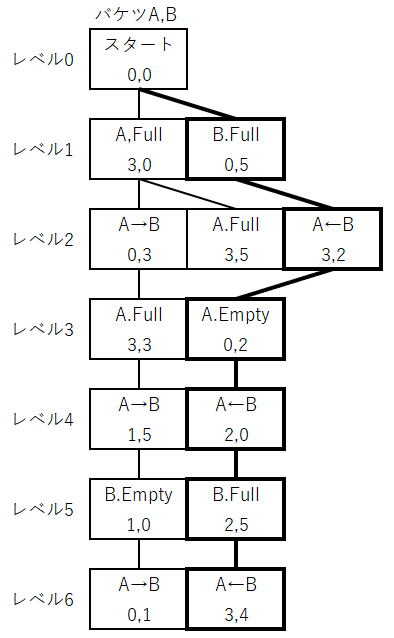 バケツA,B
レベル0
スタート
0,0
レベル1
A,Full
3,0
B.Full
0,5
レベル2
A→B
0,3
A.Full
3,5
A←B
3,2
レベル3
A.Full
3,3
A.Empty
0,2
レベル4
A→B
1,5
A←B
2,0
レベル5
B.Empty
1,0
B.Full
2,5
レベル6
A→B
0,1
A←B
3,4